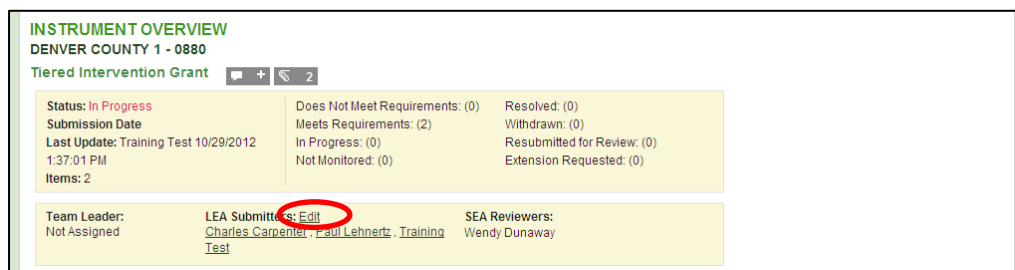 INSTRUMENT OVERVIEW
DENVER COUNTY 1 - 0880
Tiered Intervention Grant + 2
Status: In Progress
Submission Date
Last Update: Training Test 10/29/2012
1:37:01 PM
Items: 2
Does Not Meet Requirements: (0)
Meets Requirements: (2)
In Progress: (0)
Not Monitored: (0)
Resolved: (0)
Withdrawn: (0)
Resubmitted for Review: (0)
Extension Requested: (0)
Team Leader:
Not Assigned
LEA Submitters: Edit
Charles Carpenter , Paul Lehnertz , Training
Test
SEA Reviewers:
Wendy Dunaway